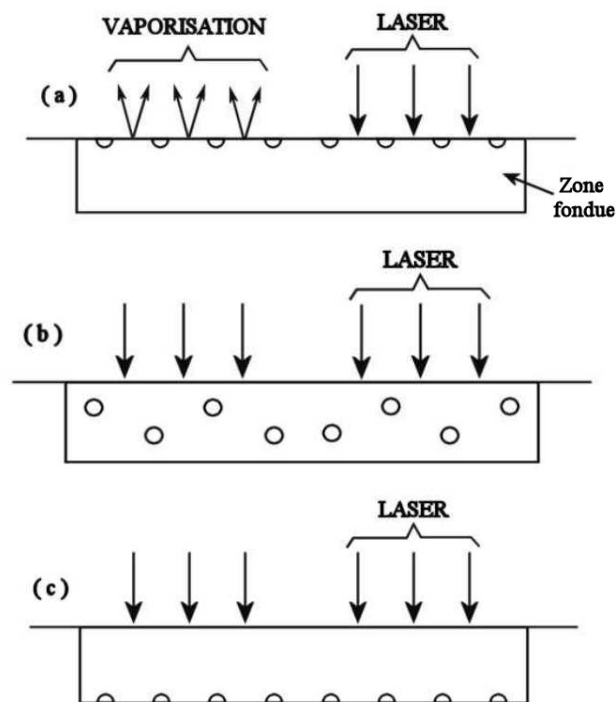 VAPORISATION
LASER
(a)
Zone
fondue
LASER
(b)
LASER
(c)